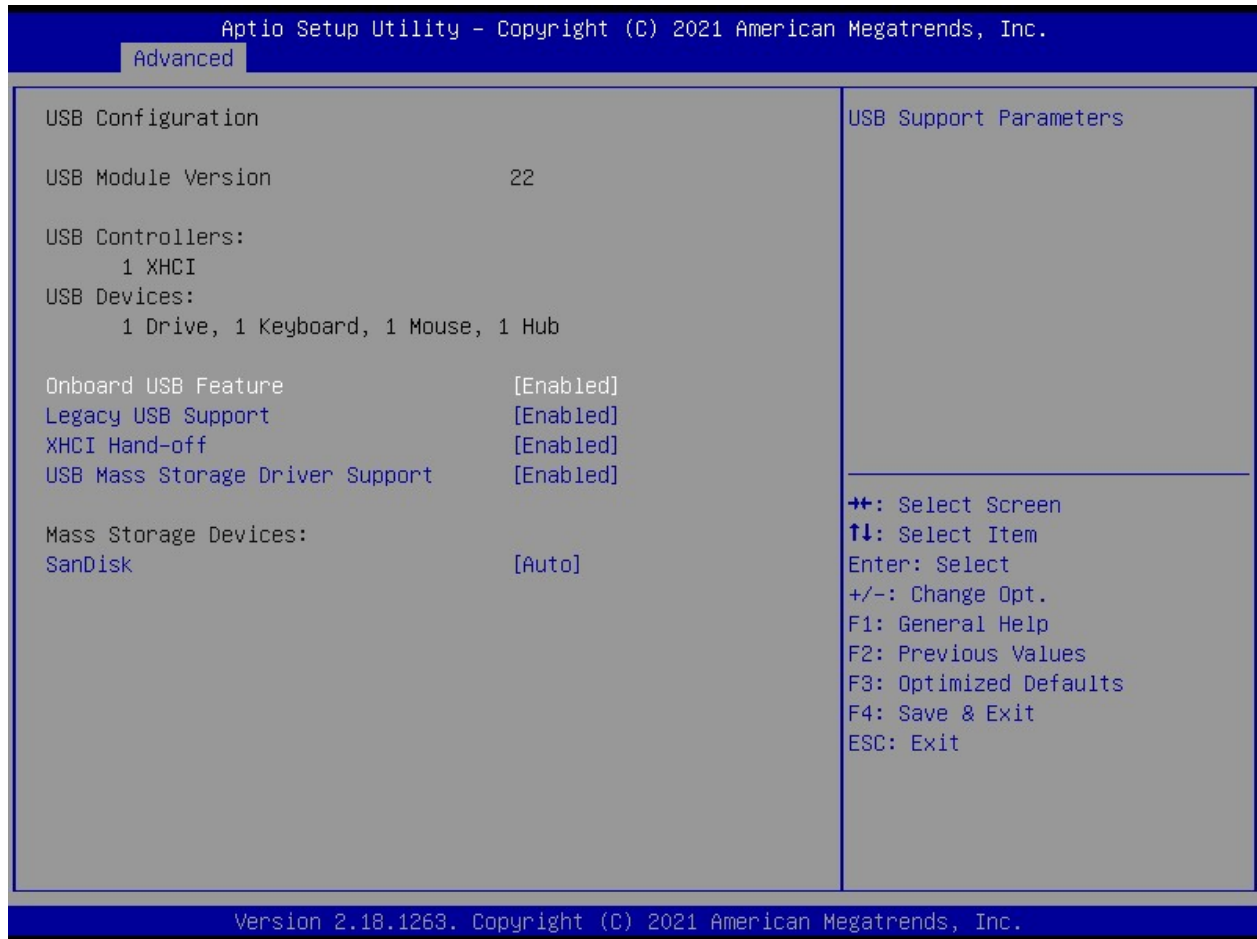 Aptio Setup Utility – Copyright (C) 2021 American Megatrends, Inc.
Advanced
USB Configuration
USB Module Version 22
USB Controllers:
1 XHCI
USB Devices:
1 Drive, 1 Keyboard, 1 Mouse, 1 Hub
Onboard USB Feature [Enabled]
Legacy USB Support [Enabled]
XHCI Hand-off [Enabled]
USB Mass Storage Driver Support [Enabled]
Mass Storage Devices:
SanDisk [Auto]
USB Support Parameters
→←: Select Screen
↑↓: Select Item
Enter: Select
+/-: Change Opt.
F1: General Help
F2: Previous Values
F3: Optimized Defaults
F4: Save & Exit
ESC: Exit
Version 2.18.1263. Copyright (C) 2021 American Megatrends, Inc.